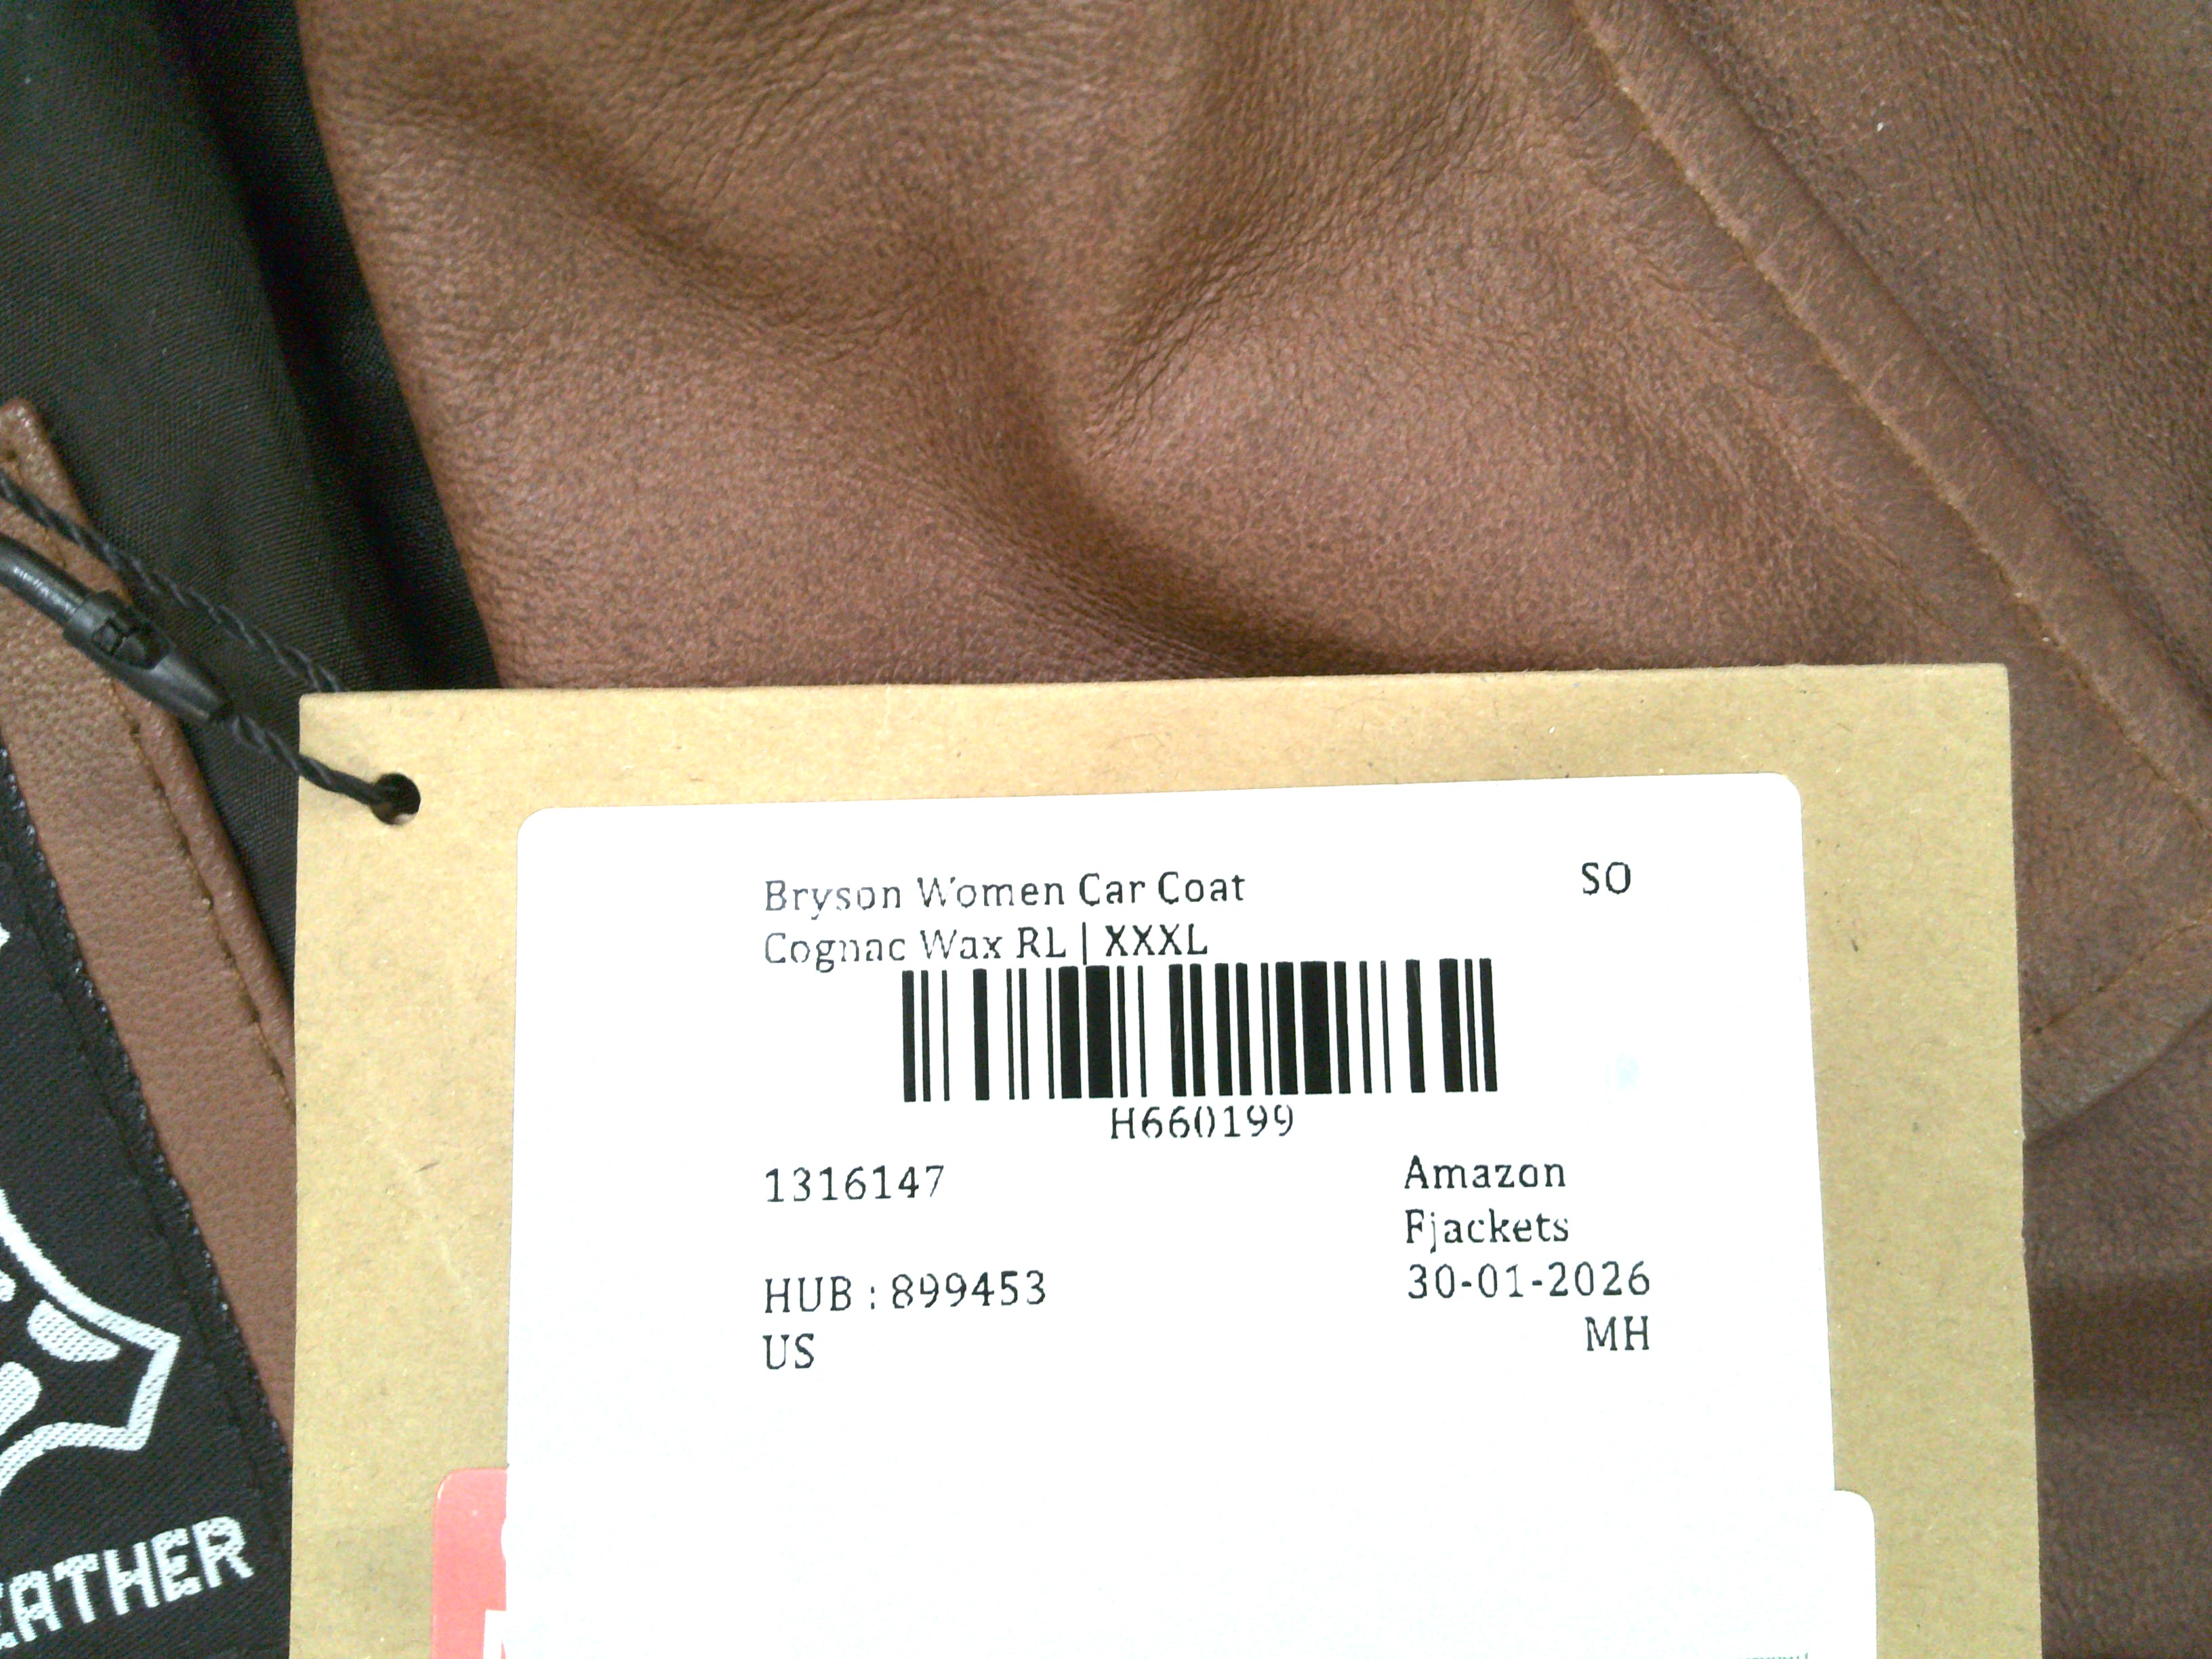 Bryson Women Car Coat
SO
Cognac Wax RL | XXXL
H660199
1316147
Amazon
Fjackets
HUB : 899453
30-01-2026
US
MH
EATHER